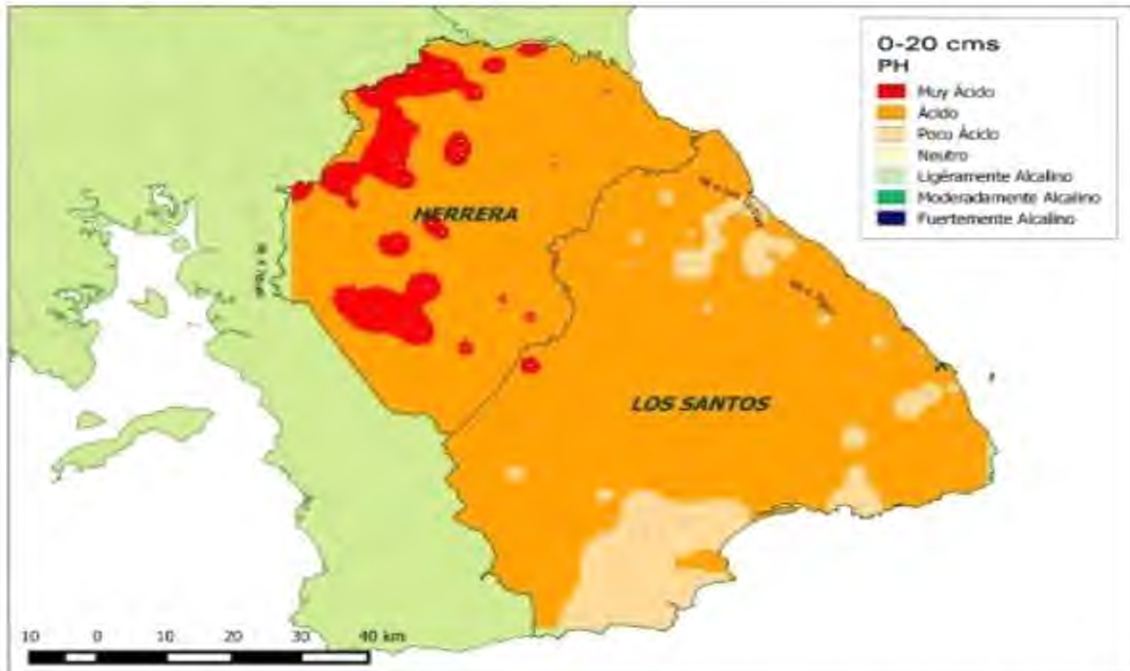 0-20 cms
PH
Muy Ácido
Ácido
Poco Ácido
Neutro
Ligéramente Alcalino
Moderadamente Alcalino
Fuertemente Alcalino
HERRERA
LOS SANTOS
10 0 10 20 30 40 km